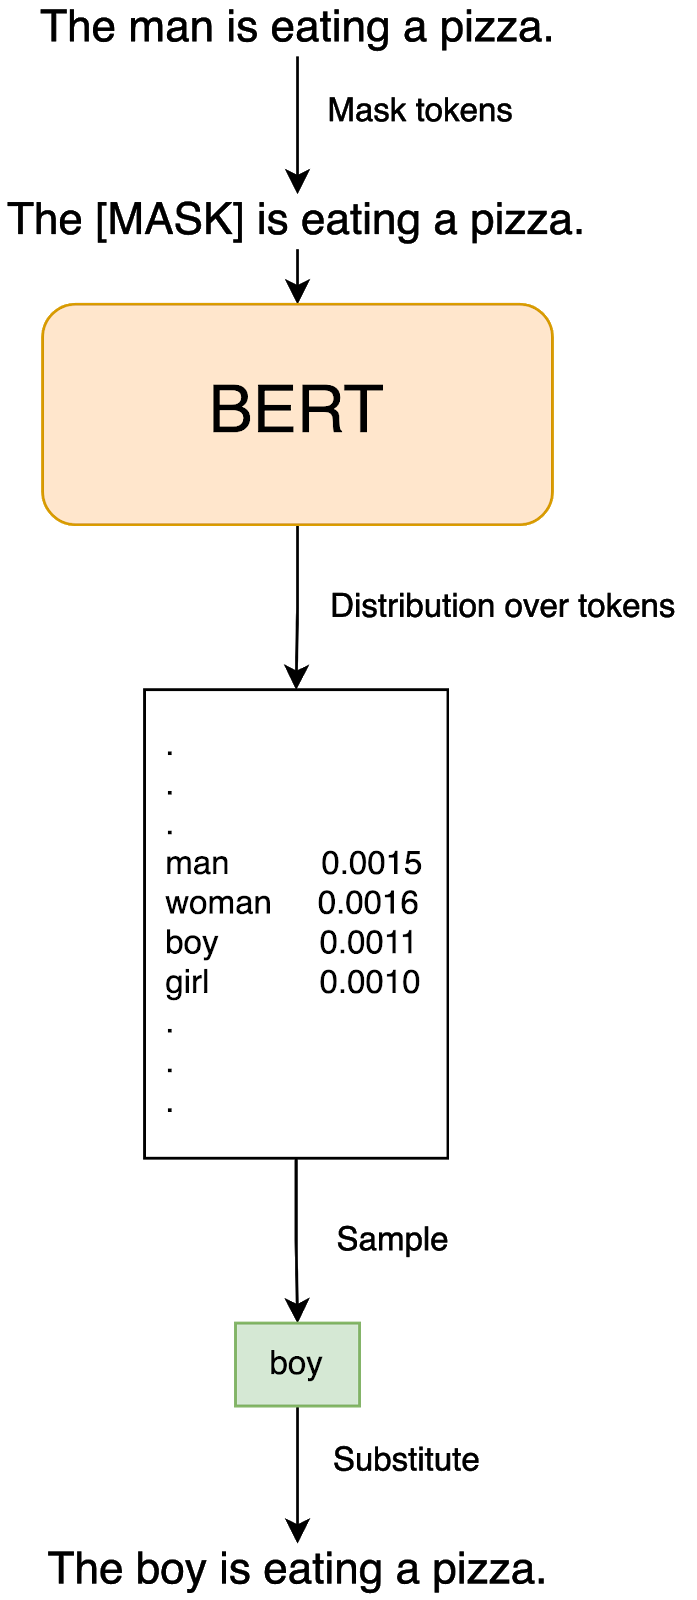 The man is eating a pizza.
Mask tokens
The [MASK] is eating a pizza.
BERT
Distribution over tokens
.
.
.
man 0.0015
woman 0.0016
boy 0.0011
girl 0.0010
.
.
.
Sample
boy
Substitute
The boy is eating a pizza.